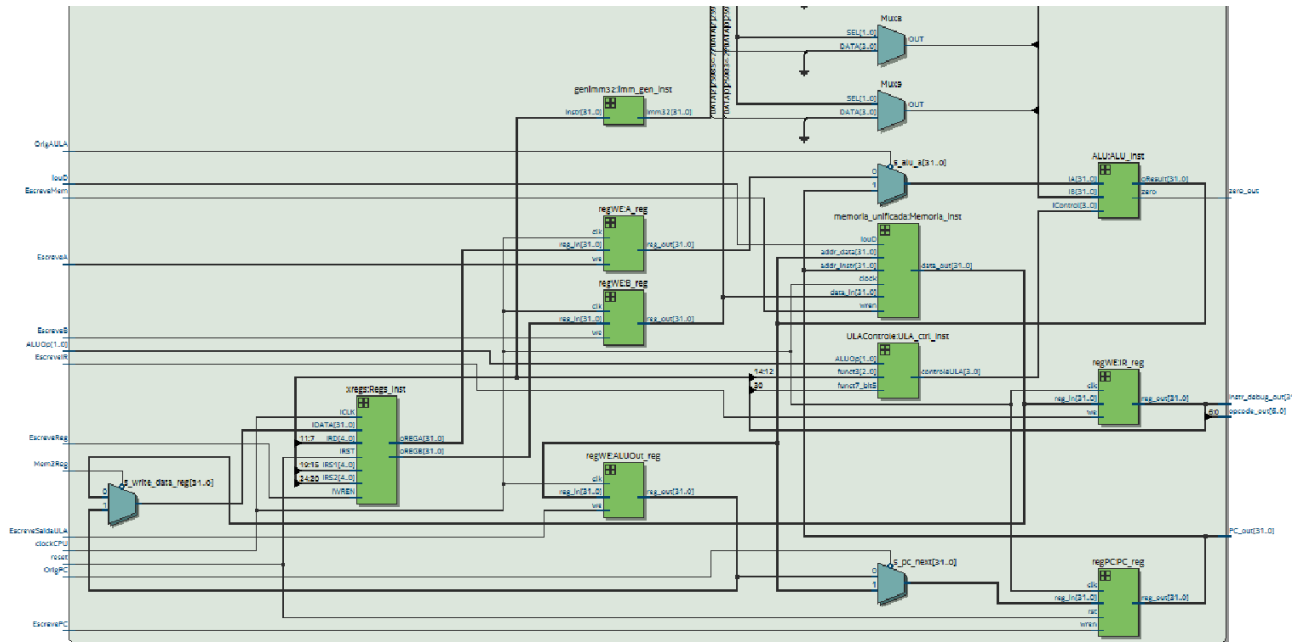 Mux8
SEL[1..0]
DATA[3..0]
OUT
Mux9
SEL[1..0]
DATA[3..0]
OUT
genImm32:Imm_gen_inst
instr[31..0]
imm32[31..0]
OrigAULA
IouD
EscreveMem
EscreveA
EscreveB
ALUOp[1..0]
EscreveIR
EscreveReg
Mem2Reg
EscreveSaidaULA
clockCPU
reset
OrigPC
EscrevePC
s_alu_a[31..0]
0
1
ALU:ALU_inst
iA[31..0]
iB[31..0]
iControl[3..0]
oResult[31..0]
zero
zero_out
regWE:A_reg
clk
reg_in[31..0]
we
reg_out[31..0]
memoria_unificada:Memoria_inst
IouD
addr_data[31..0]
addr_instr[31..0]
clock
data_in[31..0]
wren
data_out[31..0]
regWE:B_reg
clk
reg_in[31..0]
we
reg_out[31..0]
ULAControle:ULA_ctrl_inst
ALUOp[1..0]
funct3[2..0]
funct7_bit5
controleULA[3..0]
14:12
30
regWE:IR_reg
clk
reg_in[31..0]
we
reg_out[31..0]
6:0
opcode_out[6..0]
xregs:Regs_inst
iCLK
iDATA[31..0]
iRD[4..0]
iRST
iRS1[4..0]
iRS2[4..0]
iWREN
oREGA[31..0]
oREGB[31..0]
11:7
19:15
24:20
s_write_data_reg[31..0]
0
1
regWE:ALUOut_reg
clk
reg_in[31..0]
we
reg_out[31..0]
s_pc_next[31..0]
0
1
PC_out[31..0]
regPC:PC_reg
clk
reg_in[31..0]
rst
wren
reg_out[31..0]